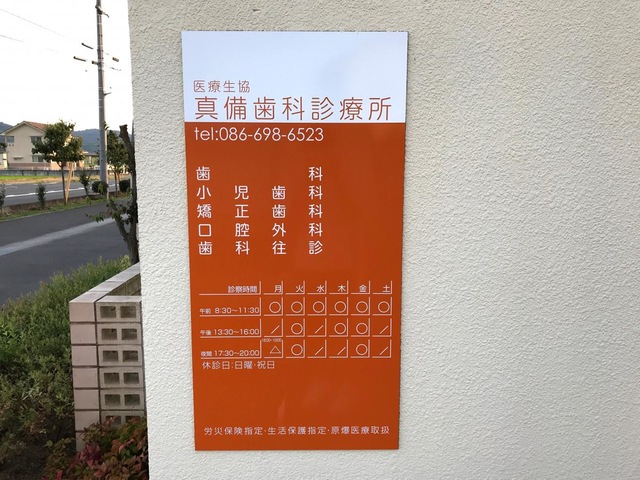 医療生協
真備歯科診療所
tel:086-698-6523
歯科
小児歯科
矯正歯科
口腔外科
歯科往診
診察時間 月 火 水 木 金 土
午前 8:30~11:30 ○ ○ ○ ○ ○ ○
午後 13:30~16:00 ／ ○ ／ ○ ○ ／
夜間 17:30~20:00 △ ○ ／ ／ ○ ／
休診日:日曜・祝日
労災保険指定・生活保護指定・原爆医療取扱